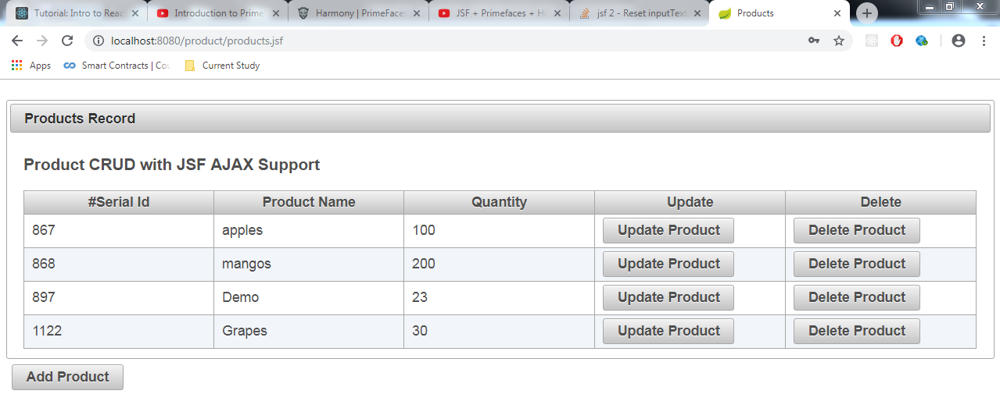 Tutorial: Intro to Reac
Introduction to Prime
Harmony | PrimeFace
JSF + Primefaces + Hi
jsf 2 - Reset inputText
Products
localhost:8080/product/products.jsf
Apps Smart Contracts | Cou Current Study
Products Record
Product CRUD with JSF AJAX Support
#Serial Id Product Name Quantity Update Delete
867 apples 100 Update Product Delete Product
868 mangos 200 Update Product Delete Product
897 Demo 23 Update Product Delete Product
1122 Grapes 30 Update Product Delete Product
Add Product